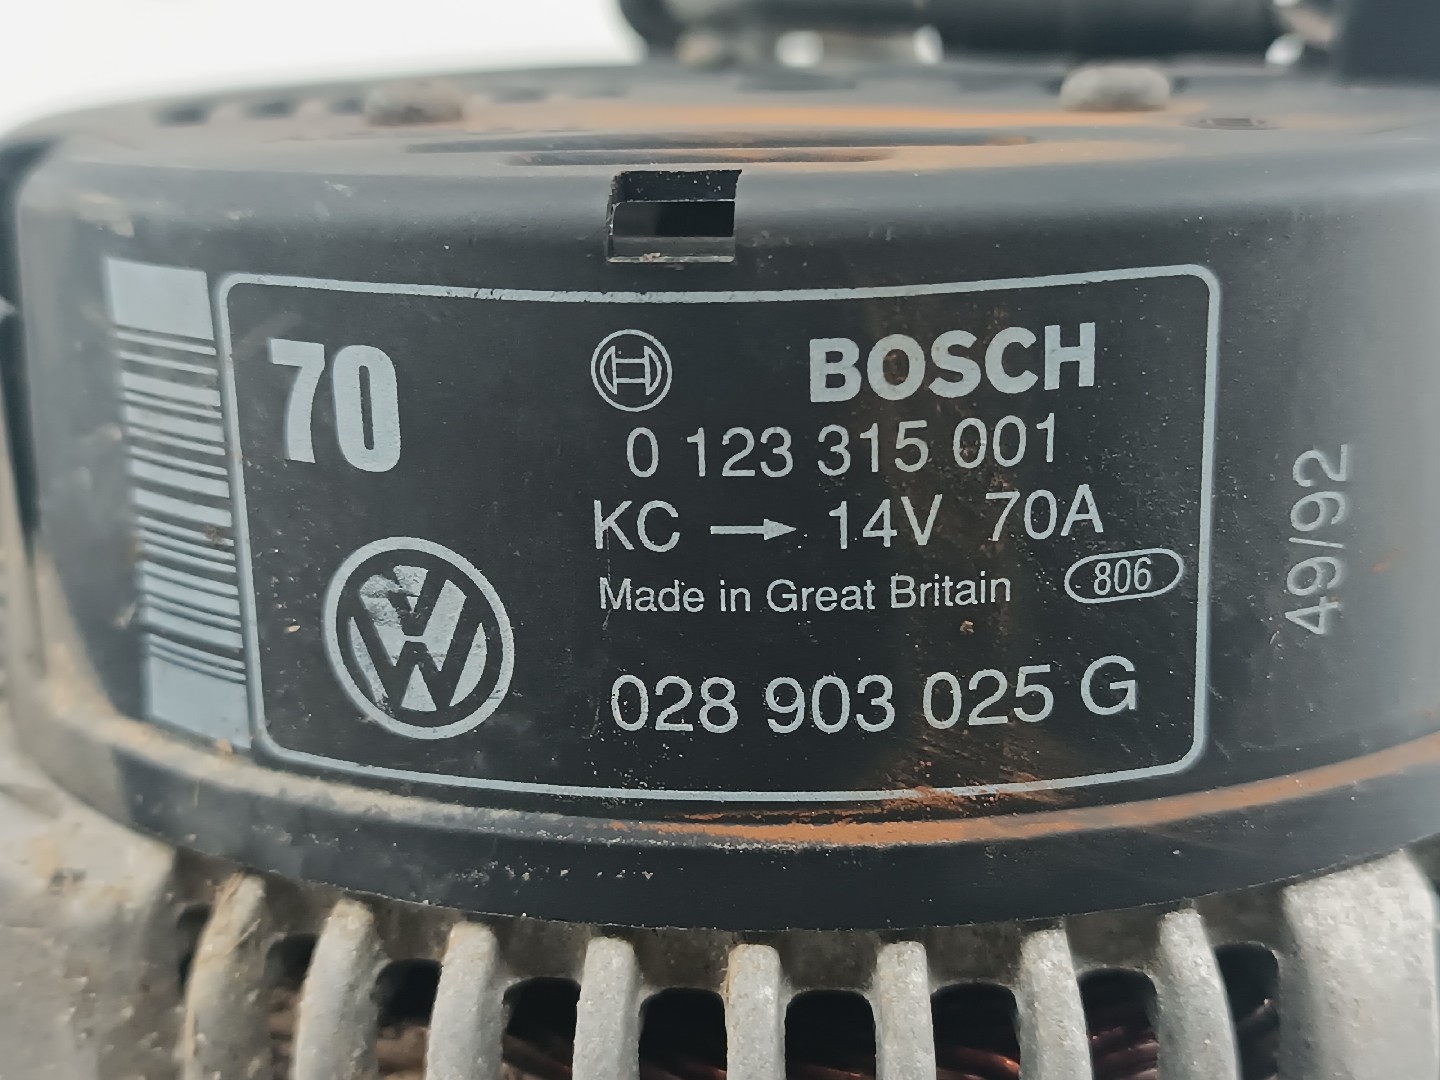 70
BOSCH
0 123 315 001
KC → 14V 70A
Made in Great Britain 806
028 903 025 G
VW
49/92